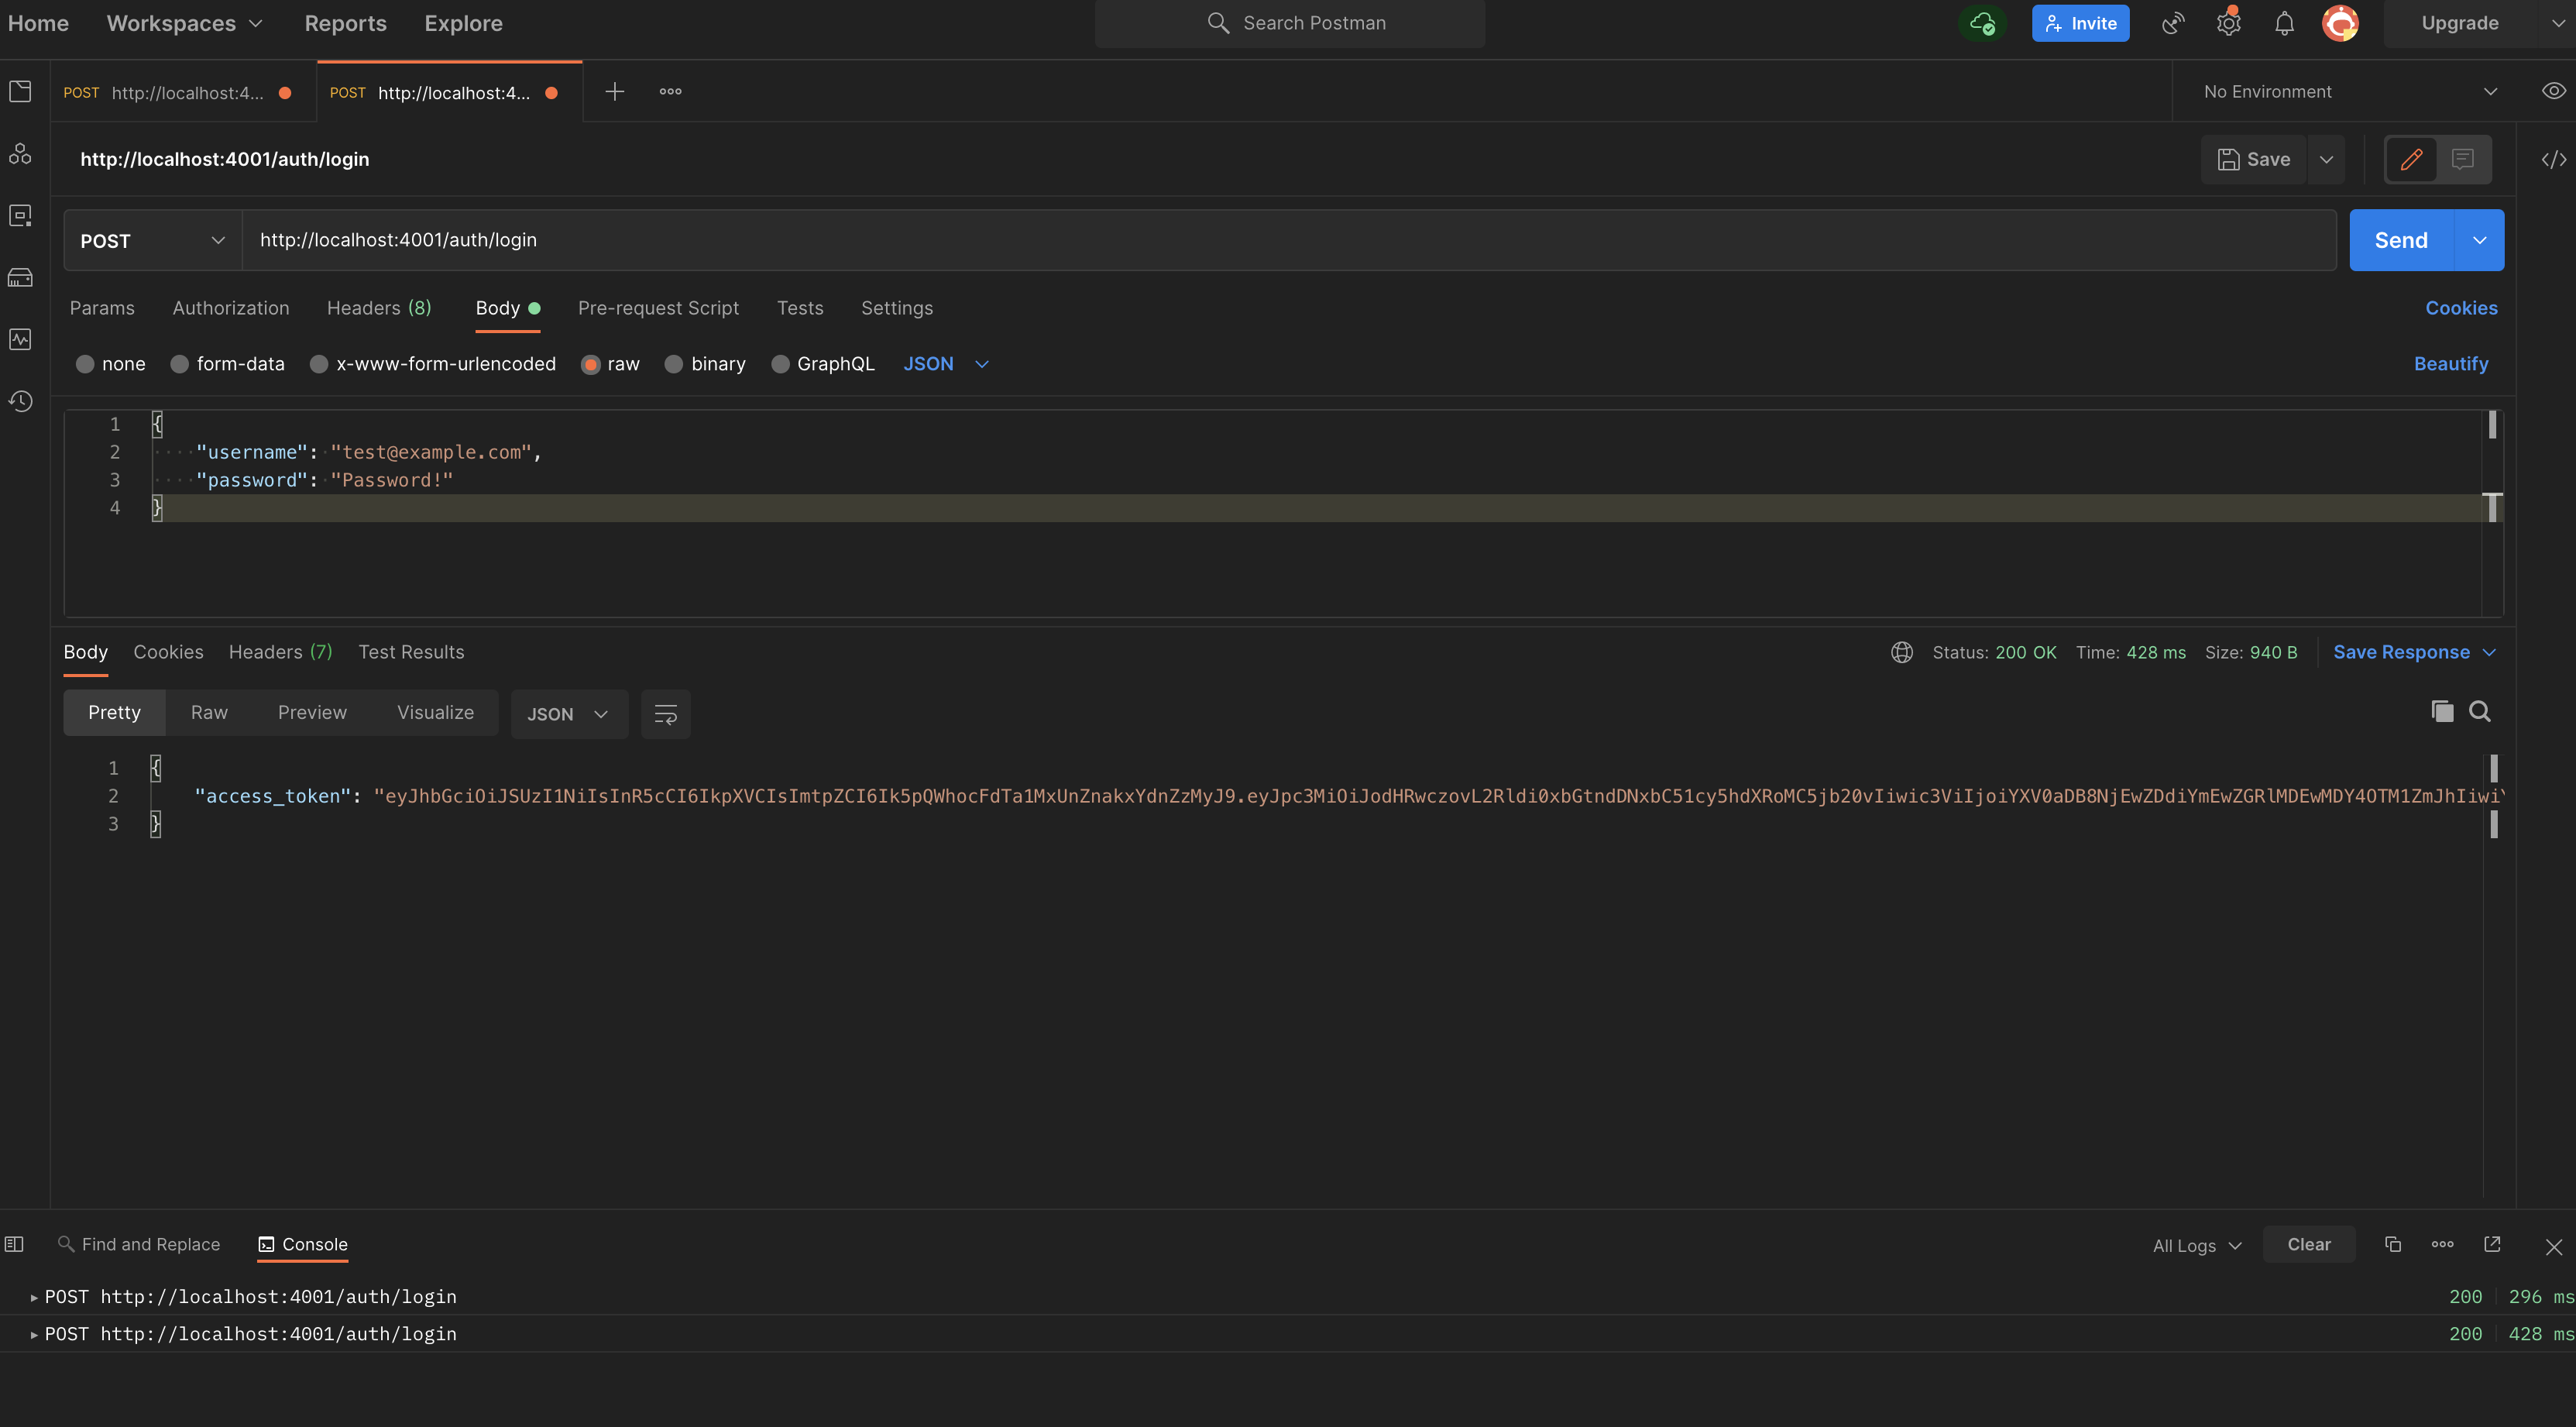 Home Workspaces Reports Explore Search Postman Invite Upgrade
POST http://localhost:4... POST http://localhost:4... No Environment
http://localhost:4001/auth/login Save
POST http://localhost:4001/auth/login Send
Params Authorization Headers (8) Body Pre-request Script Tests Settings Cookies
none form-data x-www-form-urlencoded raw binary GraphQL JSON Beautify
1 {
2 "username": "test@example.com",
3 "password": "Password!"
4 }
Body Cookies Headers (7) Test Results Status: 200 OK Time: 428 ms Size: 940 B Save Response
Pretty Raw Preview Visualize JSON
1 {
2 "access_token": "eyJhbGciOiJSUzI1NiIsInR5cCI6IkpXVCIsImtpZCI6Ik5pQWhocFdTa1MxUnZnakxYdnZzMyJ9.eyJpc3MiOiJodHRwczovL2Rldi0xbGtndDNxbC51cy5hdXRoMC5jb20vIiwic3ViIjoiYXV0aDB8NjEwZDdiYmEwZGRlMDEwMDY4OTM1ZmJhIiwiY
3 }
Find and Replace Console All Logs Clear
POST http://localhost:4001/auth/login 200 296 ms
POST http://localhost:4001/auth/login 200 428 ms